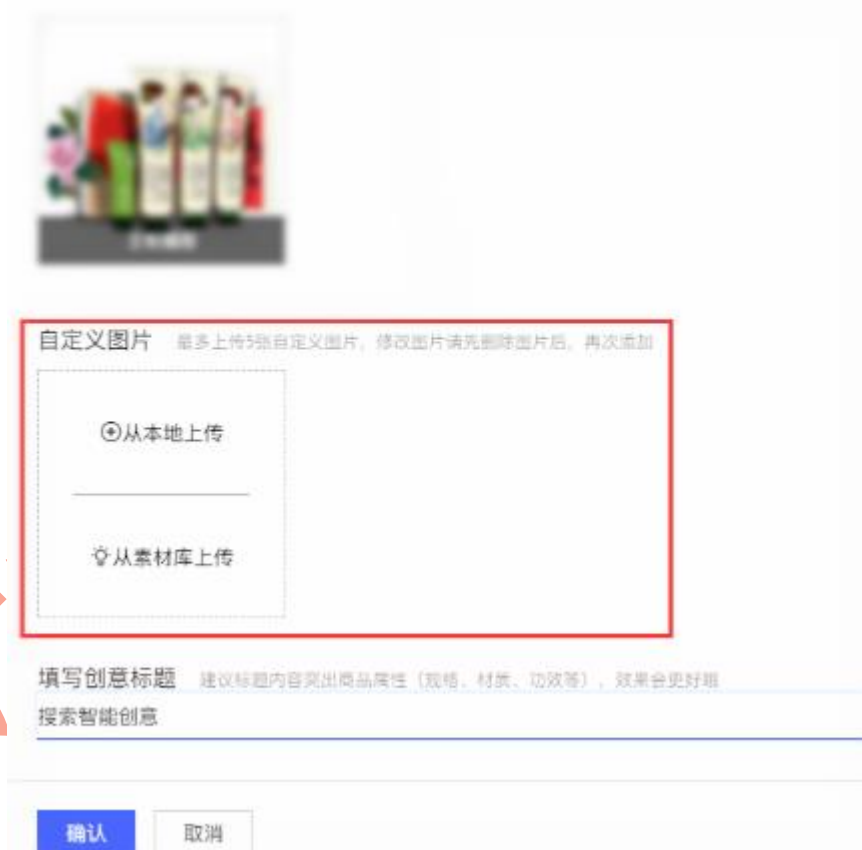 自定义图片 最多上传5张自定义图片，修改图片请先删除图片后，再次添加
从本地上传
从素材库上传
填写创意标题 建议标题内容突出商品属性（规格、材质、功效等），效果会更好哦
搜索智能创意
确认 取消